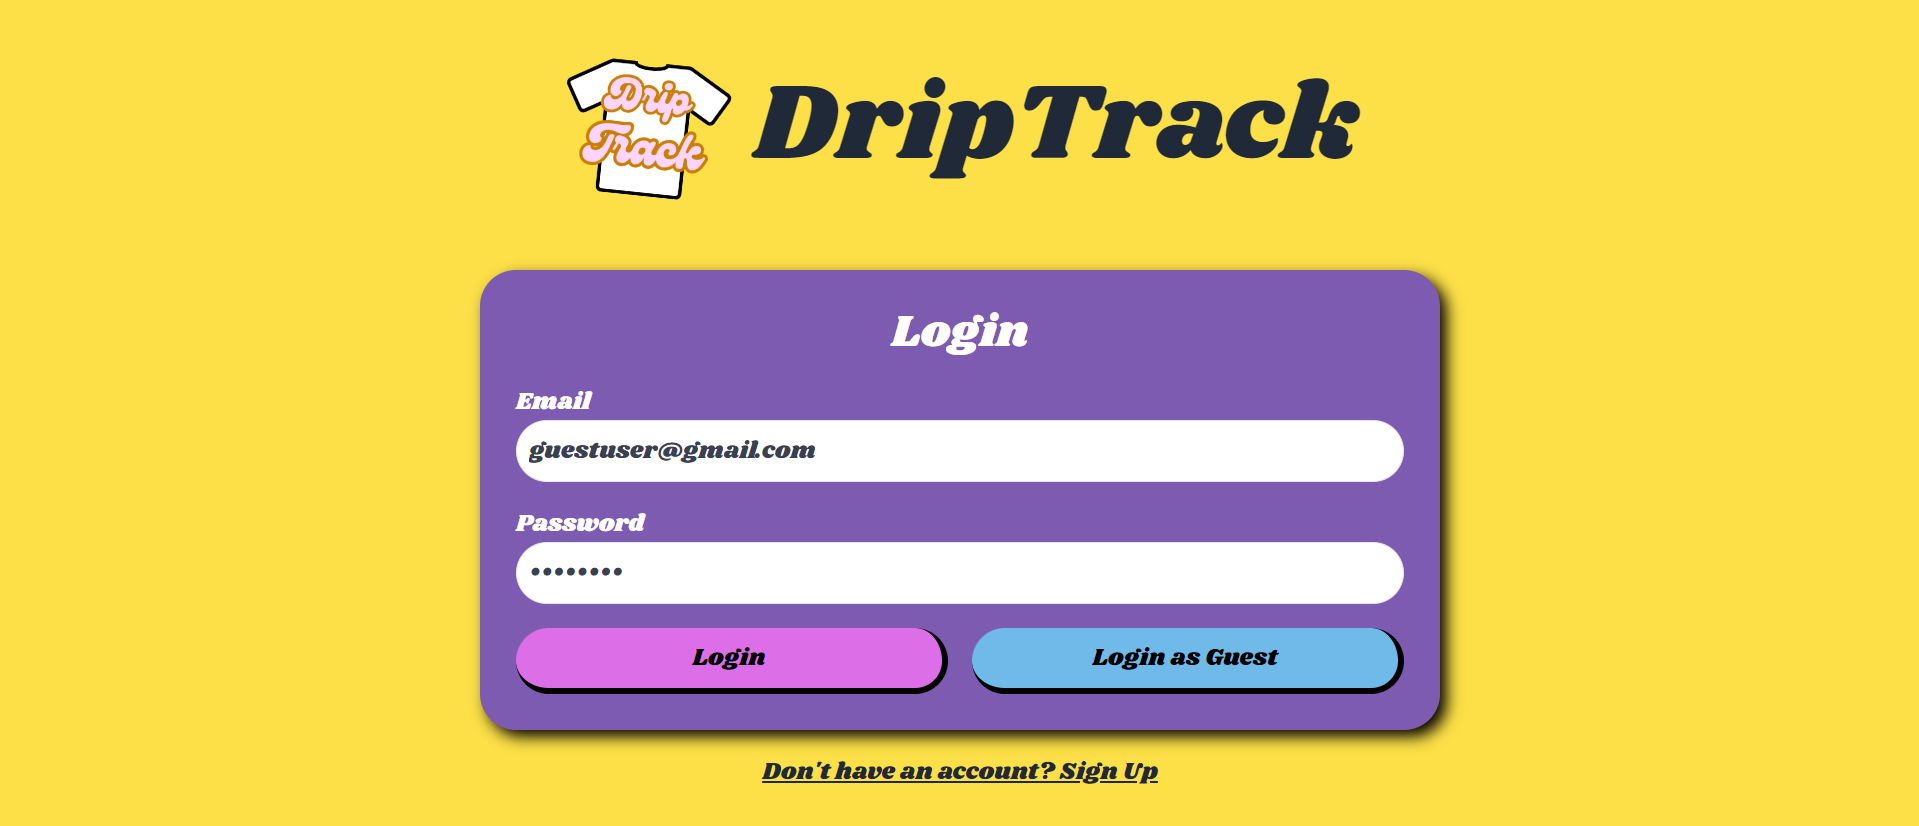 Drip
Track
DripTrack
Login
Email
guestuser@gmail.com
Password
••••••••
Login
Login as Guest
Don't have an account? Sign Up